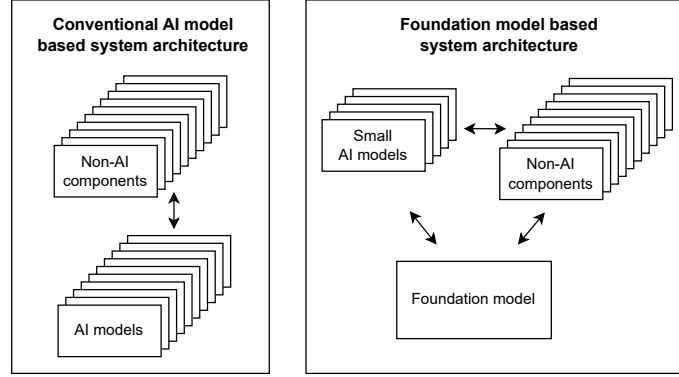 Conventional AI model
based system architecture
Non-AI
components
AI models
Foundation model based
system architecture
Small
AI models
Non-AI
components
Foundation model